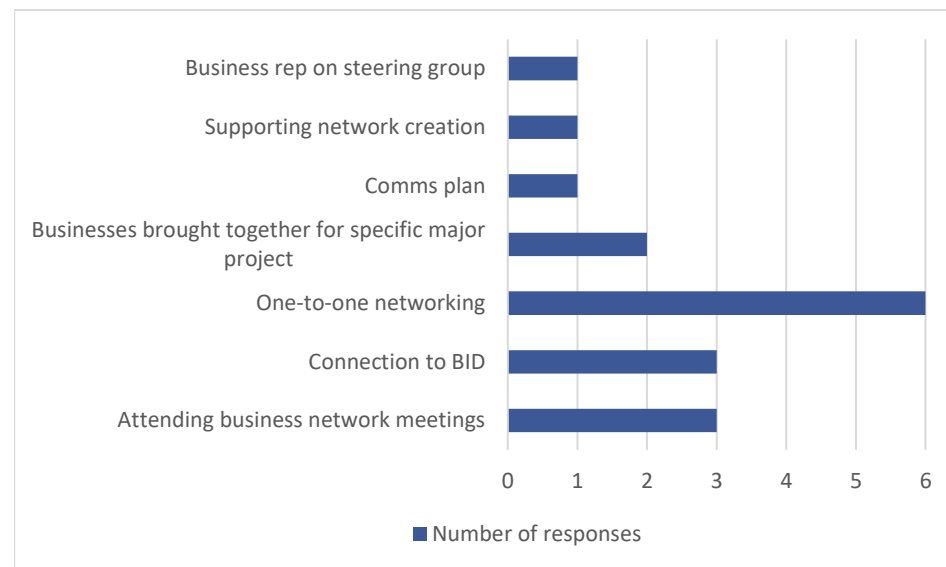 Business rep on steering group
Supporting network creation
Comms plan
Businesses brought together for specific major
project
One-to-one networking
Connection to BID
Attending business network meetings
0 1 2 3 4 5 6
Number of responses